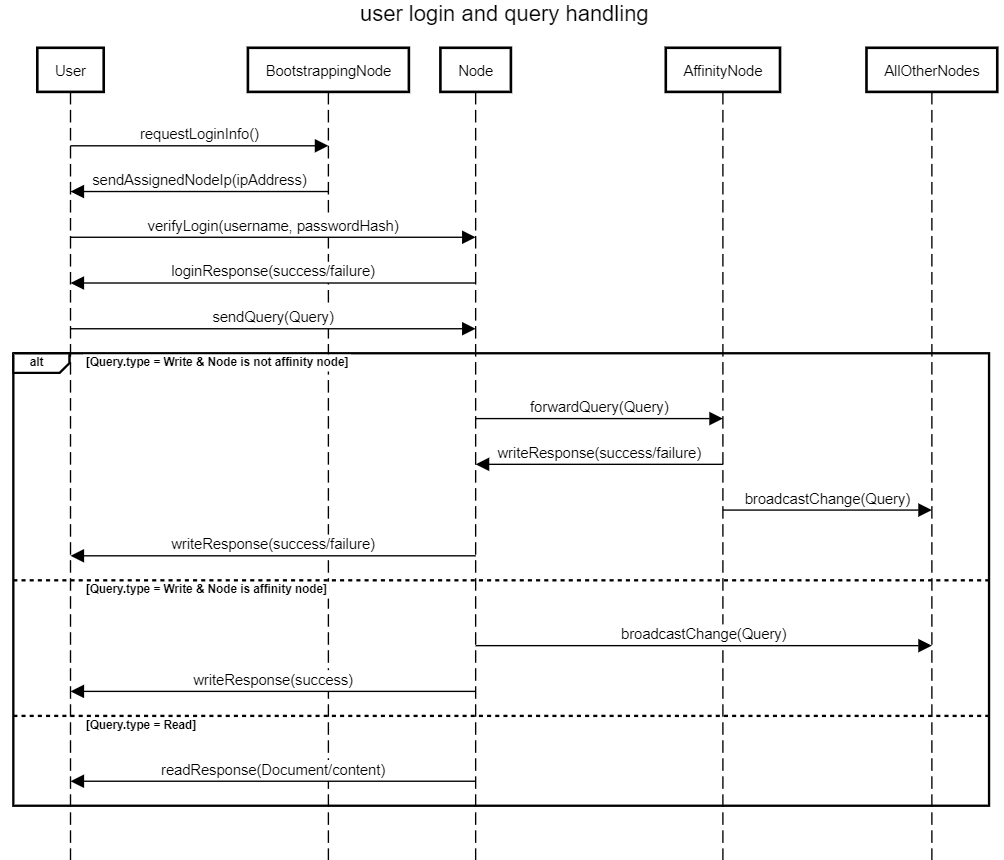 user login and query handling
User
BootstrappingNode
Node
AffinityNode
AllOtherNodes
requestLoginInfo()
sendAssignedNodeIp(ipAddress)
verifyLogin(username, passwordHash)
loginResponse(success/failure)
sendQuery(Query)
alt
[Query.type = Write & Node is not affinity node]
forwardQuery(Query)
writeResponse(success/failure)
broadcastChange(Query)
writeResponse(success/failure)
[Query.type = Write & Node is affinity node]
broadcastChange(Query)
writeResponse(success)
[Query.type = Read]
readResponse(Document/content)